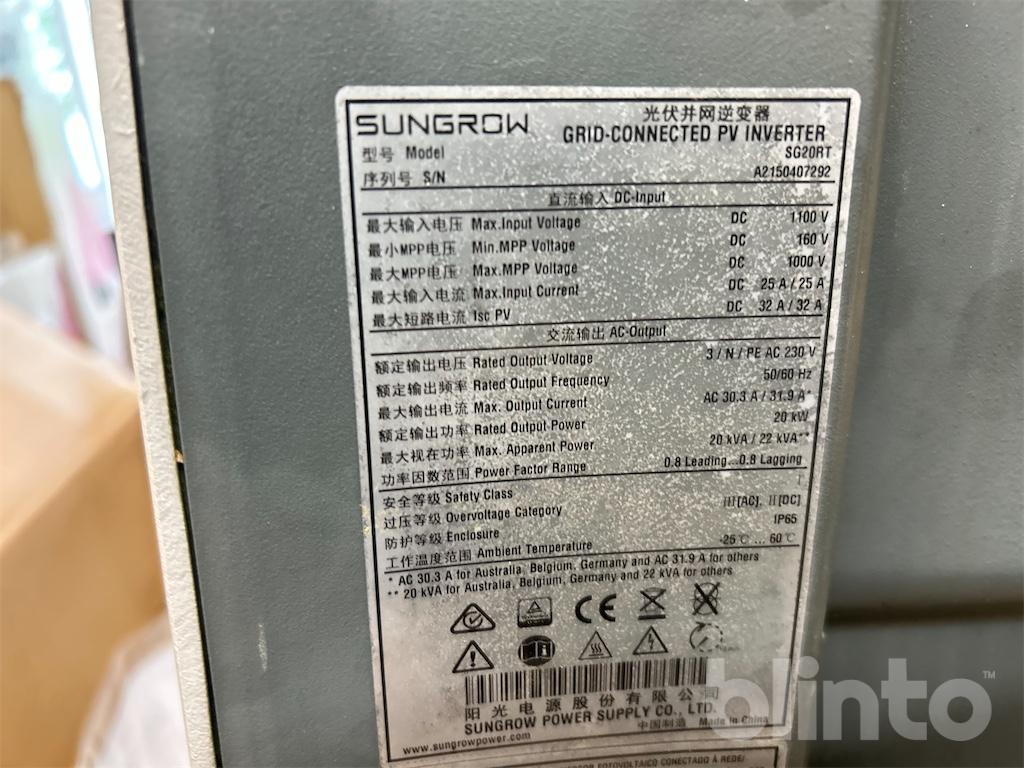 SUNGROW
光伏并网逆变器
GRID-CONNECTED PV INVERTER
型号 Model SG20RT
序列号 S/N A2150407292
直流输入 DC-Input
最大输入电压 Max.Input Voltage DC 1100 V
最小MPP电压 Min.MPP Voltage DC 160 V
最大MPP电压 Max.MPP Voltage DC 1000 V
最大输入电流 Max.Input Current DC 25 A / 25 A
最大短路电流 Isc PV DC 32 A / 32 A
交流输出 AC-Output
额定输出电压 Rated Output Voltage 3 / N / PE AC 230 V
额定输出频率 Rated Output Frequency 50/60 Hz
最大输出电流 Max. Output Current AC 30.3 A / 31.9 A*
额定输出功率 Rated Output Power 20 kW
最大视在功率 Max. Apparent Power 20 kVA / 22 kVA**
功率因数范围 Power Factor Range 0.8 Leading...0.8 Lagging
安全等级 Safety Class I
过压等级 Overvoltage Category III[AC], II[DC]
防护等级 Enclosure IP65
工作温度范围 Ambient Temperature -25℃ ... 60℃
* AC 30.3 A for Australia, Belgium, Germany and AC 31.9 A for others
** 20 kVA for Australia, Belgium, Germany and 22 kVA for others
CE
阳光电源股份有限公司
SUNGROW POWER SUPPLY CO., LTD.
www.sungrowpower.com 中国制造 Made in China
FOTOVOLTAICO CONECTADO À REDE/
blinto™